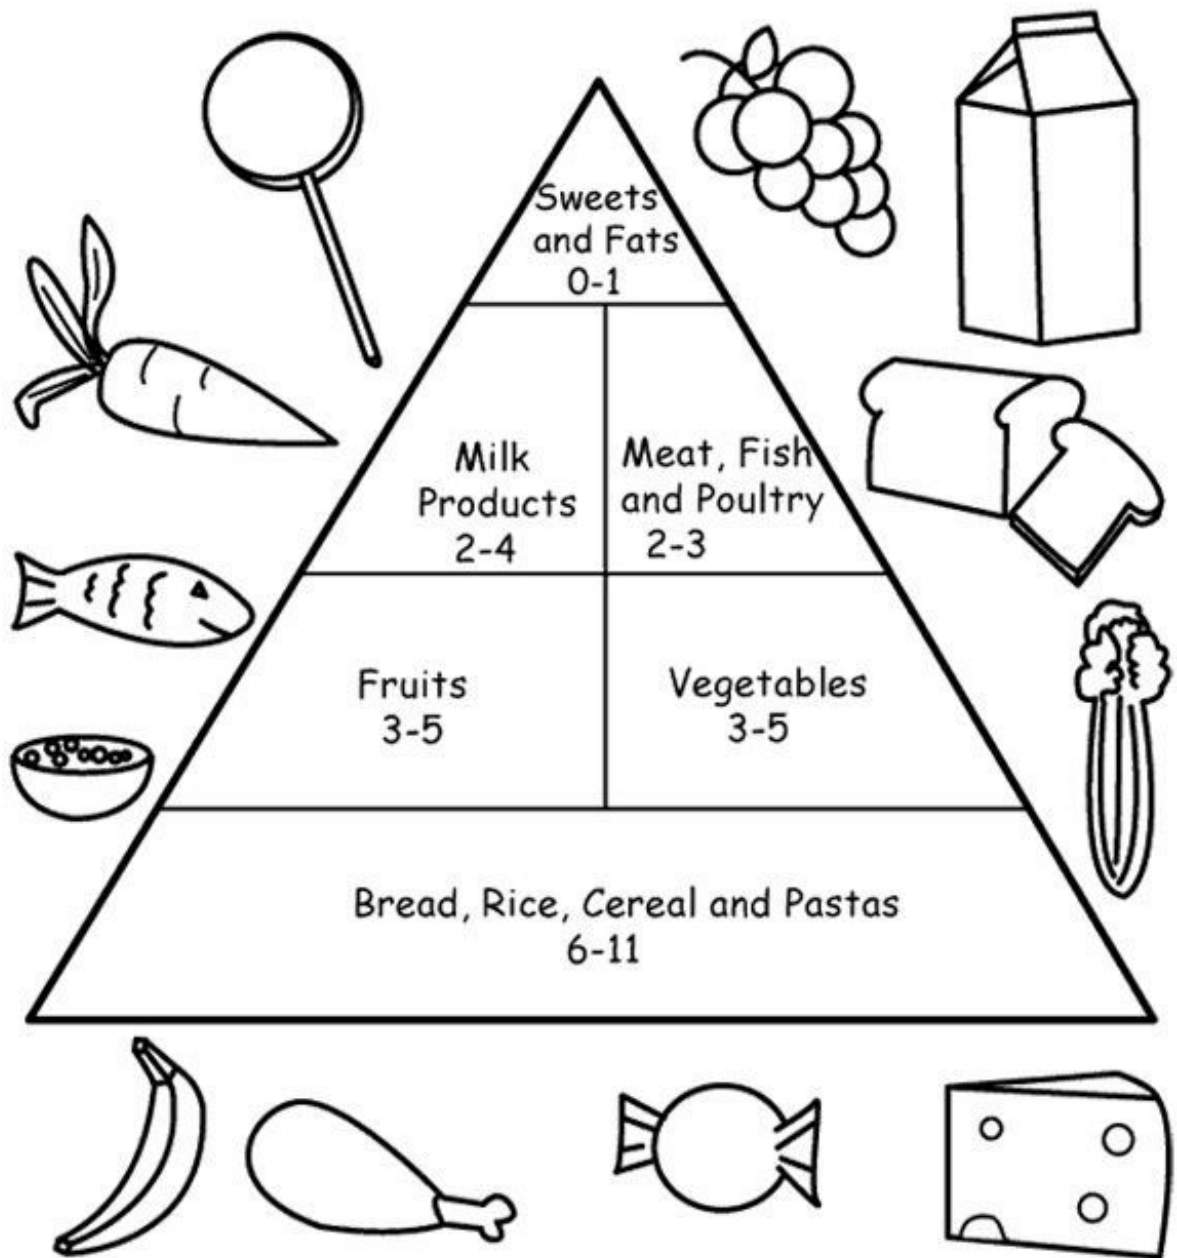 Sweets
and Fats
0-1
Milk
Products
2-4
Meat, Fish
and Poultry
2-3
Fruits
3-5
Vegetables
3-5
Bread, Rice, Cereal and Pastas
6-11